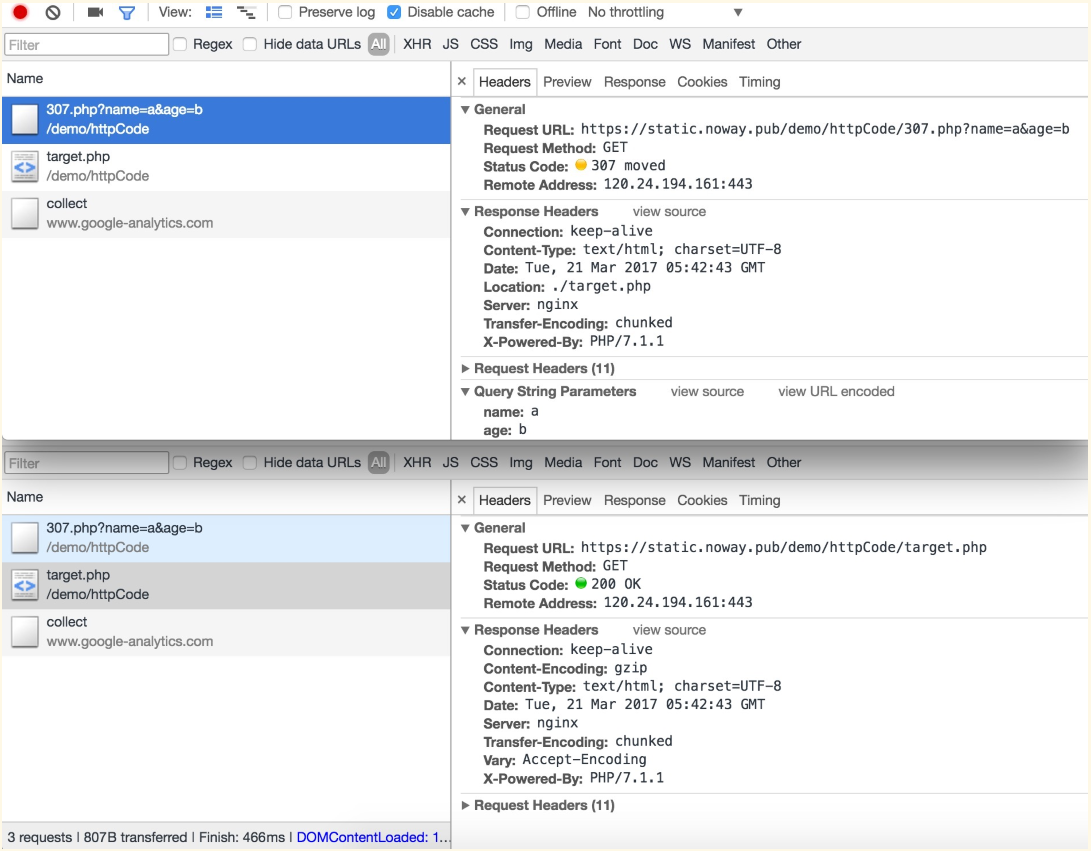 View: Preserve log Disable cache Offline No throttling
Filter Regex Hide data URLs All XHR JS CSS Img Media Font Doc WS Manifest Other
Name
307.php?name=a&age=b
/demo/httpCode
target.php
/demo/httpCode
collect
www.google-analytics.com
× Headers Preview Response Cookies Timing
General
Request URL: https://static.noway.pub/demo/httpCode/307.php?name=a&age=b
Request Method: GET
Status Code: 307 moved
Remote Address: 120.24.194.161:443
Response Headers view source
Connection: keep-alive
Content-Type: text/html; charset=UTF-8
Date: Tue, 21 Mar 2017 05:42:43 GMT
Location: ./target.php
Server: nginx
Transfer-Encoding: chunked
X-Powered-By: PHP/7.1.1
Request Headers (11)
Query String Parameters view source view URL encoded
name: a
age: b
Filter Regex Hide data URLs All XHR JS CSS Img Media Font Doc WS Manifest Other
Name
307.php?name=a&age=b
/demo/httpCode
target.php
/demo/httpCode
collect
www.google-analytics.com
× Headers Preview Response Cookies Timing
General
Request URL: https://static.noway.pub/demo/httpCode/target.php
Request Method: GET
Status Code: 200 OK
Remote Address: 120.24.194.161:443
Response Headers view source
Connection: keep-alive
Content-Encoding: gzip
Content-Type: text/html; charset=UTF-8
Date: Tue, 21 Mar 2017 05:42:43 GMT
Server: nginx
Transfer-Encoding: chunked
Vary: Accept-Encoding
X-Powered-By: PHP/7.1.1
Request Headers (11)
3 requests | 807B transferred | Finish: 466ms | DOMContentLoaded: 1...